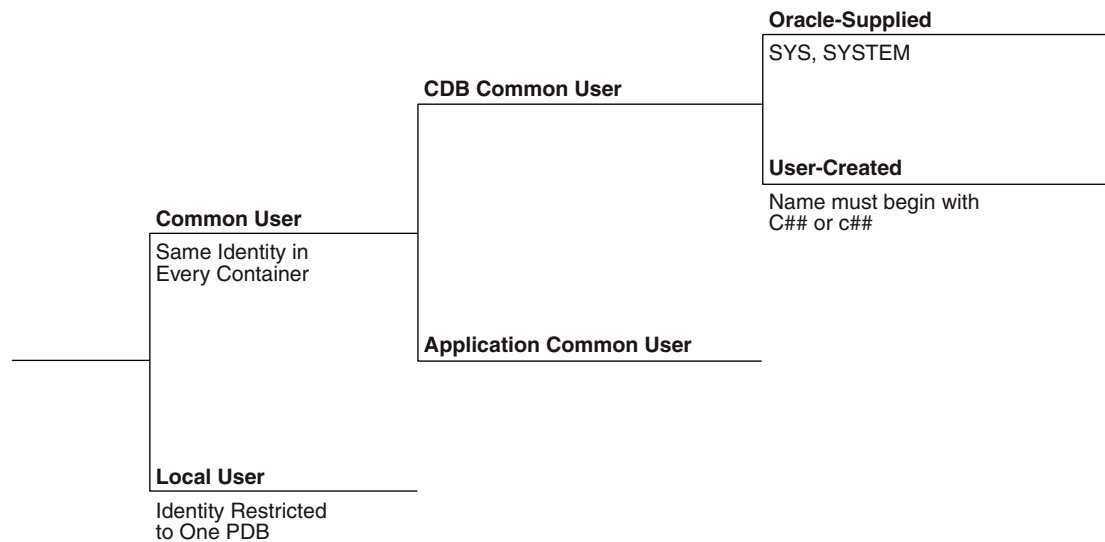 Oracle-Supplied
SYS, SYSTEM
CDB Common User
User-Created
Name must begin with
C## or c##
Common User
Same Identity in
Every Container
Application Common User
Local User
Identity Restricted
to One PDB